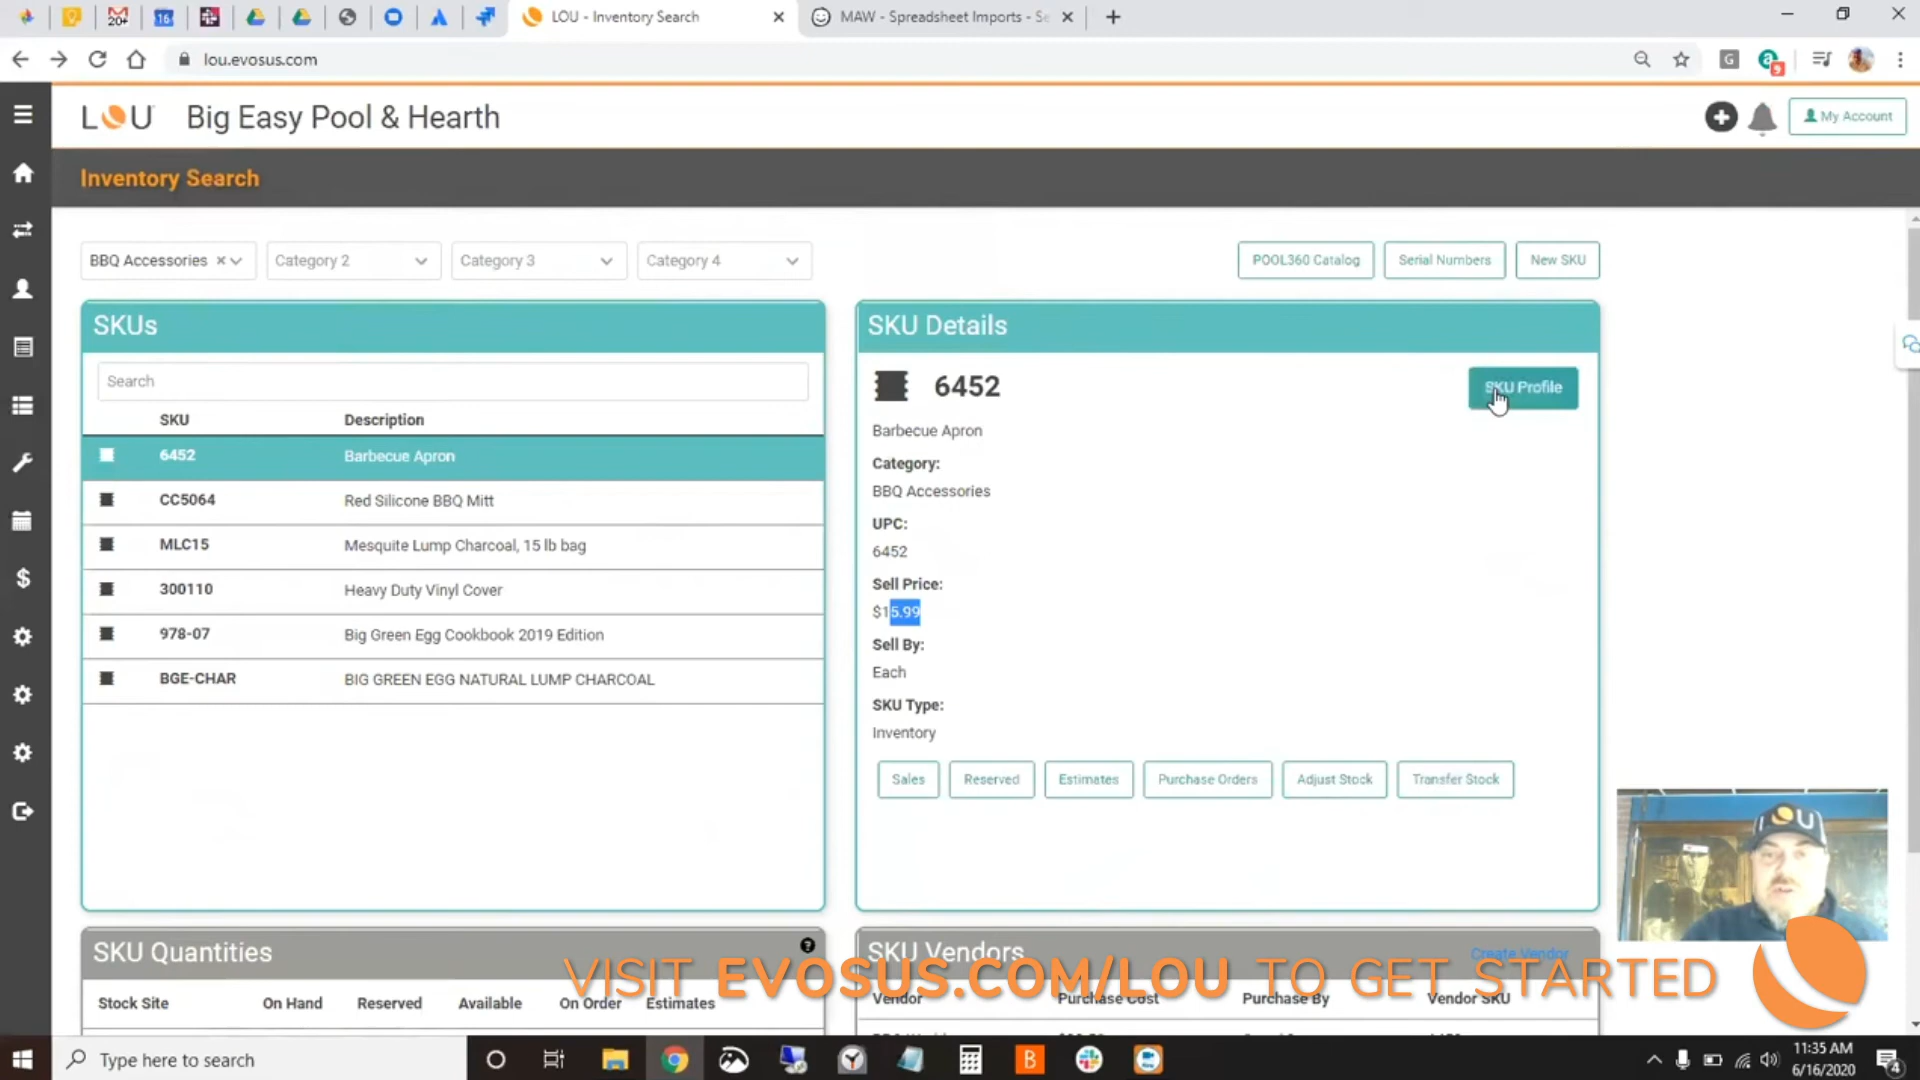 LOU - Inventory Search
MAW - Spreadsheet Imports - Se
lou.evosus.com
LOU Big Easy Pool & Hearth
My Account
Inventory Search
BBQ Accessories
Category 2
Category 3
Category 4
POOL360 Catalog
Serial Numbers
New SKU
SKUs
Search
SKU Description
6452 Barbecue Apron
CC5064 Red Silicone BBQ Mitt
MLC15 Mesquite Lump Charcoal, 15 lb bag
300110 Heavy Duty Vinyl Cover
978-07 Big Green Egg Cookbook 2019 Edition
BGE-CHAR BIG GREEN EGG NATURAL LUMP CHARCOAL
SKU Details
6452
SKU Profile
Barbecue Apron
Category:
BBQ Accessories
UPC:
6452
Sell Price:
$15.99
Sell By:
Each
SKU Type:
Inventory
Sales Reserved Estimates Purchase Orders Adjust Stock Transfer Stock
LOU
SKU Quantities
Stock Site On Hand Reserved Available On Order Estimates
SKU Vendors
Create Vendor
Vendor Purchase Cost Purchase By Vendor SKU
VISIT EVOSUS.COM/LOU TO GET STARTED
Type here to search
11:35 AM
6/16/2020
4